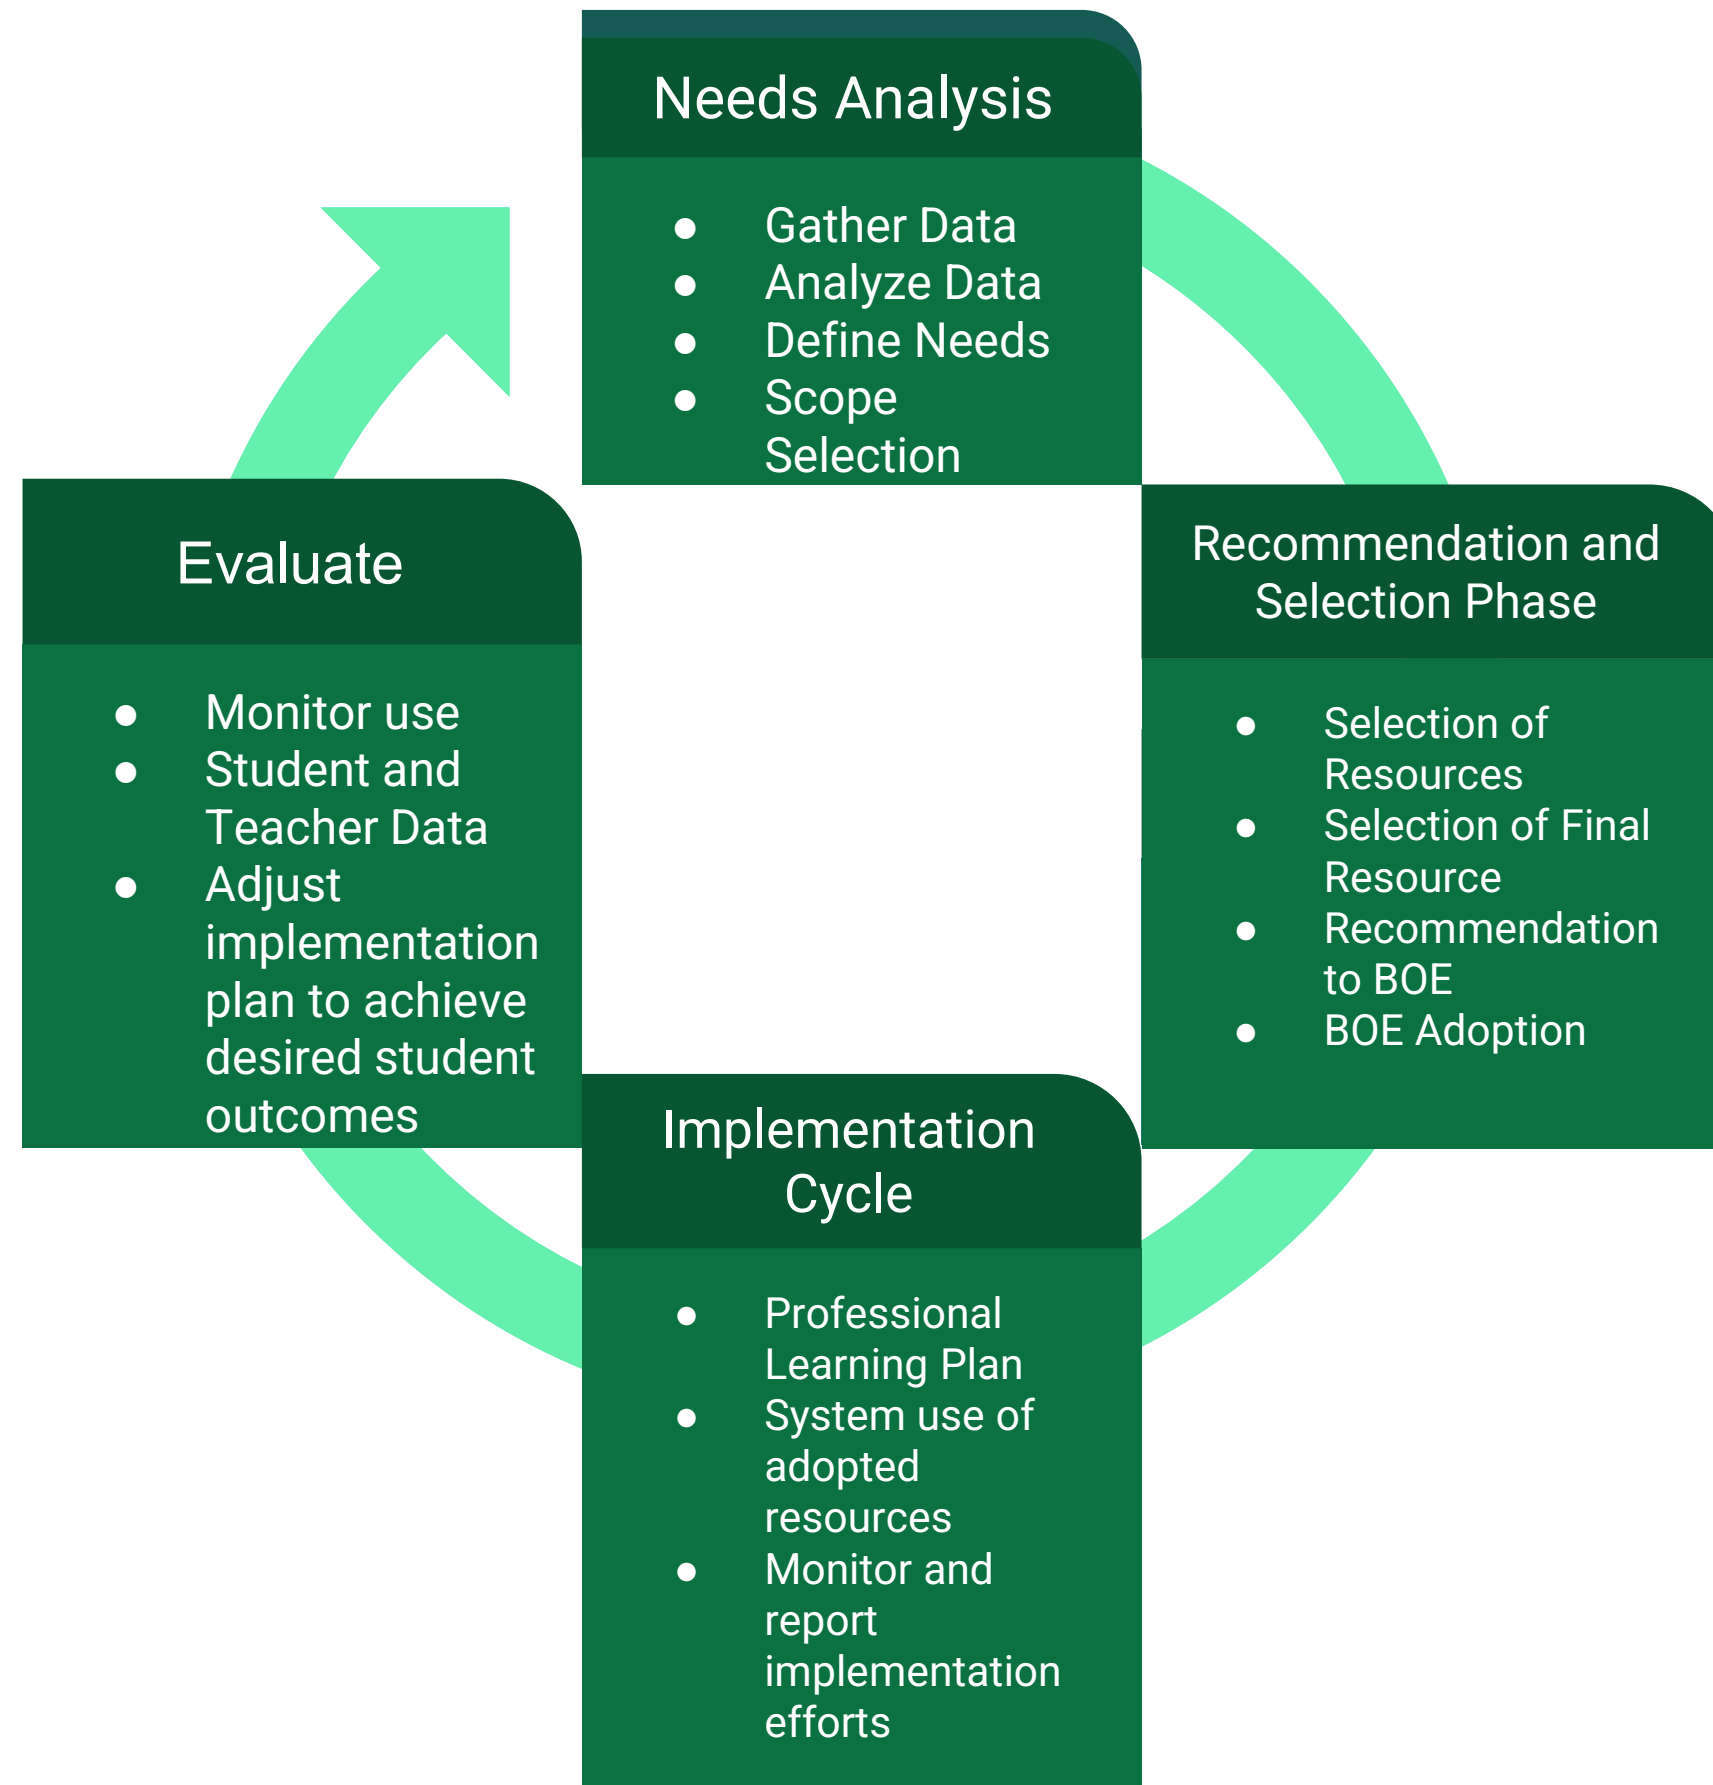 Needs Analysis
● Gather Data
● Analyze Data
● Define Needs
● Scope
Selection
Recommendation and
Selection Phase
● Selection of
Resources
● Selection of Final
Resource
● Recommendation
to BOE
● BOE Adoption
Implementation
Cycle
● Professional
Learning Plan
● System use of
adopted
resources
● Monitor and
report
implementation
efforts
Evaluate
● Monitor use
● Student and
Teacher Data
● Adjust
implementation
plan to achieve
desired student
outcomes